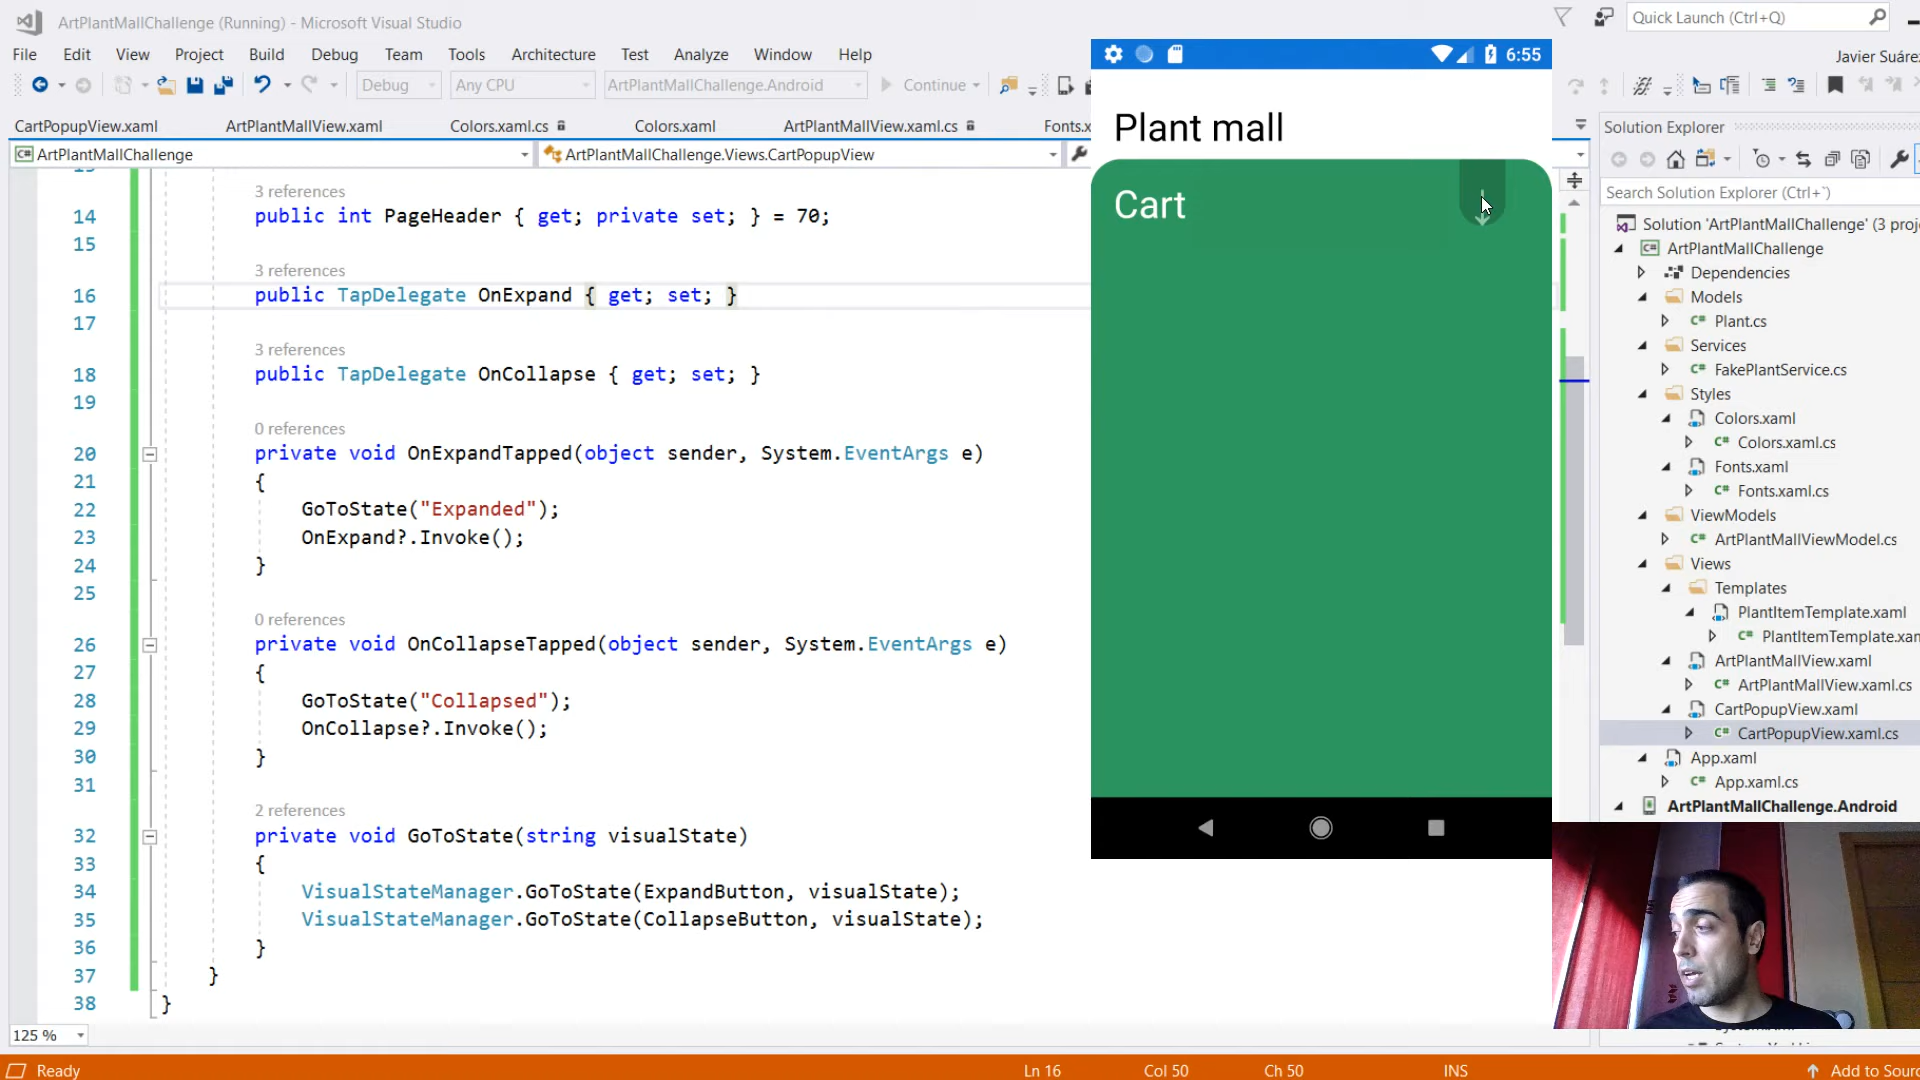 ArtPlantMallChallenge (Running) - Microsoft Visual Studio
Quick Launch (Ctrl+Q)
File Edit View Project Build Debug Team Tools Architecture Test Analyze Window Help
Javier Suáre
Debug Any CPU ArtPlantMallChallenge.Android Continue
CartPopupView.xaml ArtPlantMallView.xaml Colors.xaml.cs Colors.xaml ArtPlantMallView.xaml.cs Fonts.x
ArtPlantMallChallenge ArtPlantMallChallenge.Views.CartPopupView
3 references
14 public int PageHeader { get; private set; } = 70;
15
3 references
16 public TapDelegate OnExpand { get; set; }
17
3 references
18 public TapDelegate OnCollapse { get; set; }
19
0 references
20 private void OnExpandTapped(object sender, System.EventArgs e)
21 {
22 GoToState("Expanded");
23 OnExpand?.Invoke();
24 }
25
0 references
26 private void OnCollapseTapped(object sender, System.EventArgs e)
27 {
28 GoToState("Collapsed");
29 OnCollapse?.Invoke();
30 }
31
2 references
32 private void GoToState(string visualState)
33 {
34 VisualStateManager.GoToState(ExpandButton, visualState);
35 VisualStateManager.GoToState(CollapseButton, visualState);
36 }
37 }
38 }
125 %
6:55
Plant mall
Cart
Solution Explorer
Search Solution Explorer (Ctrl+¨)
Solution 'ArtPlantMallChallenge' (3 proje
ArtPlantMallChallenge
Dependencies
Models
Plant.cs
Services
FakePlantService.cs
Styles
Colors.xaml
Colors.xaml.cs
Fonts.xaml
Fonts.xaml.cs
ViewModels
ArtPlantMallViewModel.cs
Views
Templates
PlantItemTemplate.xaml
PlantItemTemplate.xan
ArtPlantMallView.xaml
ArtPlantMallView.xaml.cs
CartPopupView.xaml
CartPopupView.xaml.cs
App.xaml
App.xaml.cs
ArtPlantMallChallenge.Android
Ready Ln 16 Col 50 Ch 50 INS Add to Sourc